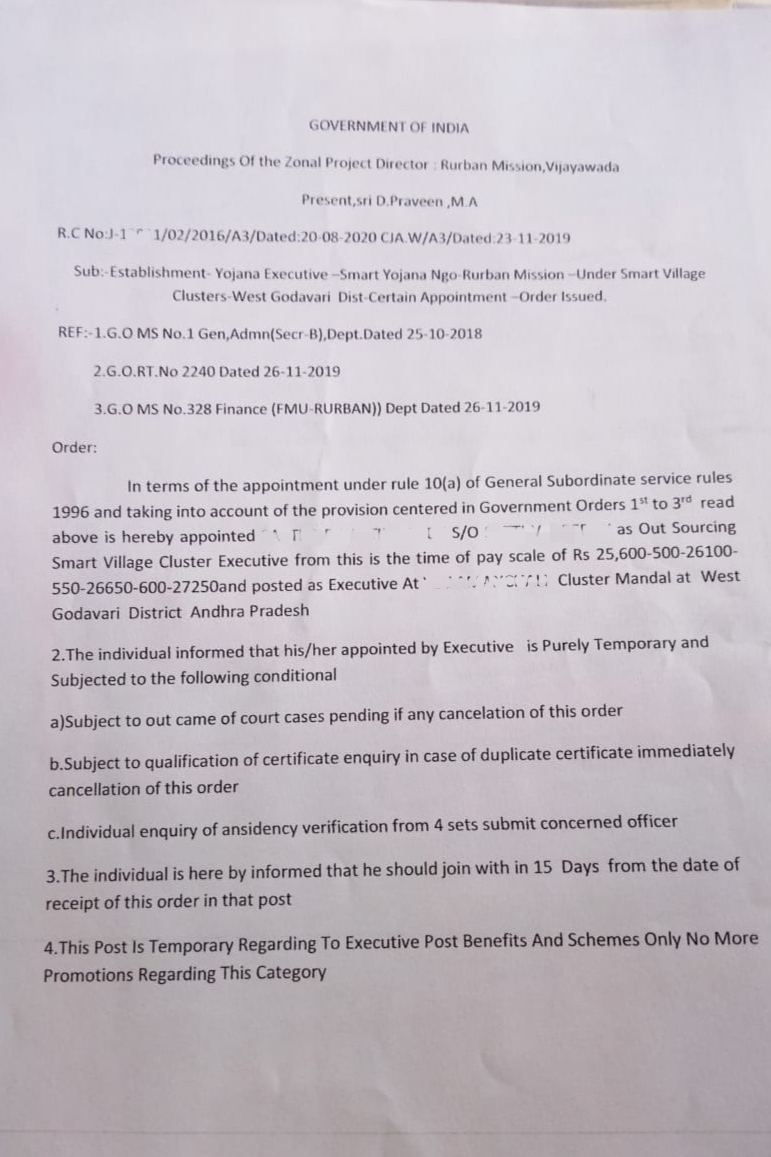 GOVERNMENT OF INDIA
Proceedings Of the Zonal Project Director : Rurban Mission,Vijayawada
Present,sri D.Praveen ,M.A
R.C No:J-1 1/02/2016/A3/Dated:20-08-2020 CJA.W/A3/Dated:23-11-2019
Sub:-Establishment- Yojana Executive –Smart Yojana Ngo-Rurban Mission –Under Smart Village
Clusters-West Godavari Dist-Certain Appointment –Order Issued.
REF:-1.G.O MS No.1 Gen,Admn(Secr-B),Dept.Dated 25-10-2018
2.G.O.RT.No 2240 Dated 26-11-2019
3.G.O MS No.328 Finance (FMU-RURBAN)) Dept Dated 26-11-2019
Order:
In terms of the appointment under rule 10(a) of General Subordinate service rules
1996 and taking into account of the provision centered in Government Orders 1st to 3rd read
above is hereby appointed S/O as Out Sourcing
Smart Village Cluster Executive from this is the time of pay scale of Rs 25,600-500-26100-
550-26650-600-27250and posted as Executive At Cluster Mandal at West
Godavari District Andhra Pradesh
2.The individual informed that his/her appointed by Executive is Purely Temporary and
Subjected to the following conditional
a)Subject to out came of court cases pending if any cancelation of this order
b.Subject to qualification of certificate enquiry in case of duplicate certificate immediately
cancellation of this order
c.Individual enquiry of ansidency verification from 4 sets submit concerned officer
3.The individual is here by informed that he should join with in 15 Days from the date of
receipt of this order in that post
4.This Post Is Temporary Regarding To Executive Post Benefits And Schemes Only No More
Promotions Regarding This Category